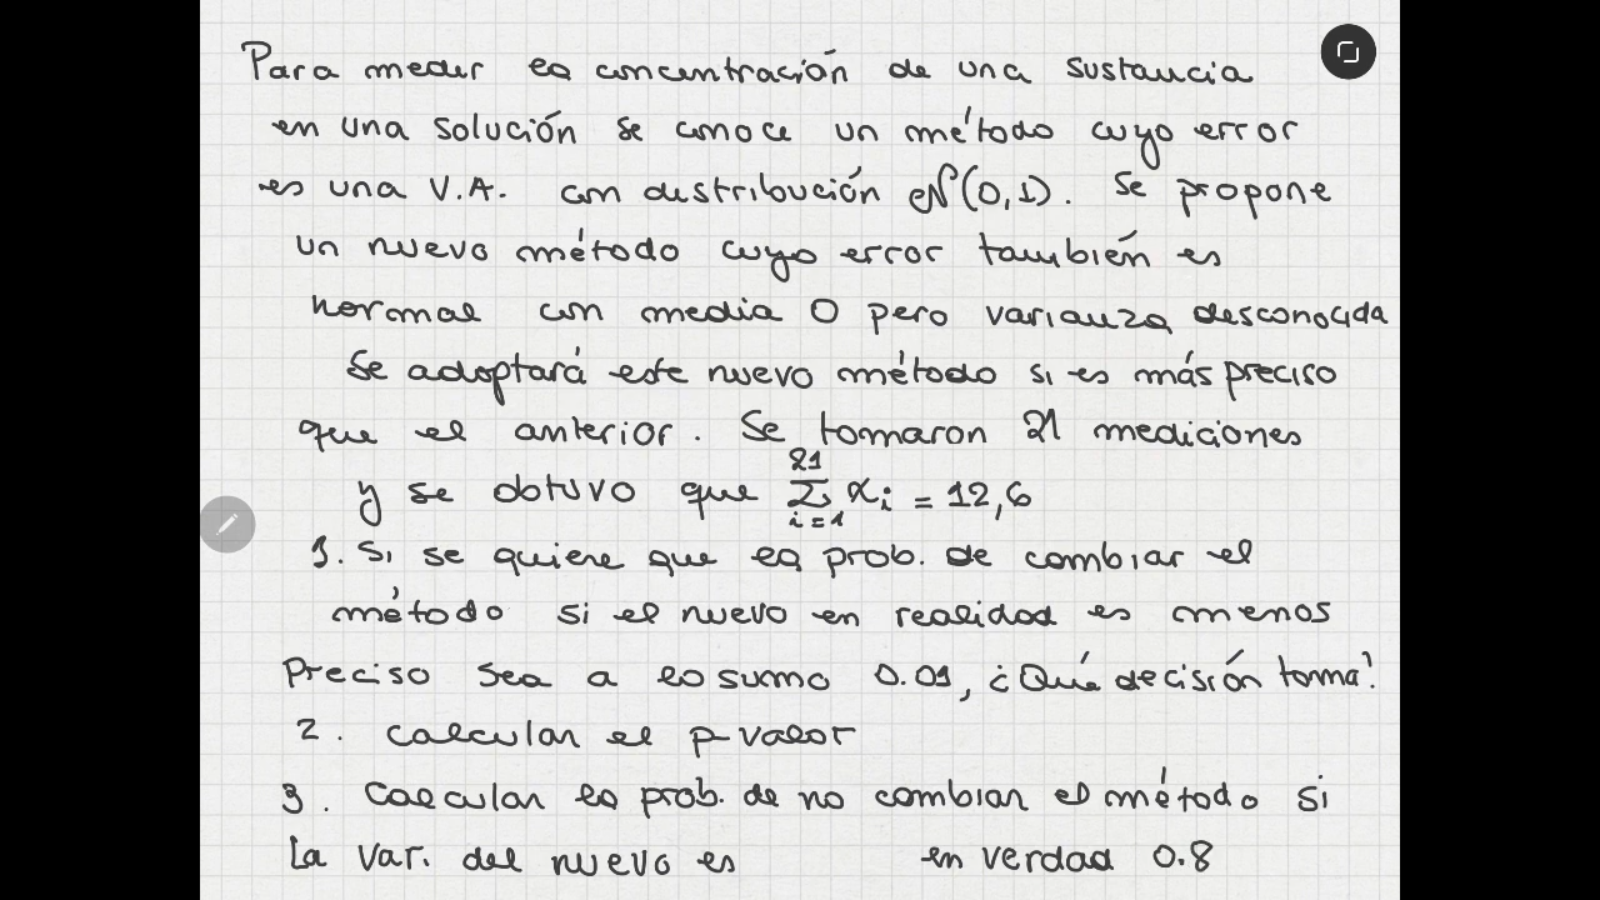 Para medir la concentración de una sustancia
en una solución se conoce un método cuyo error
es una V.A. con distribución N(0,1). Se propone
un nuevo método cuyo error también es
normal con media 0 pero varianza desconocida
Se adoptará este nuevo método si es más preciso
que el anterior. Se tomaron 21 mediciones
y se obtuvo que \sum_{i=1}^{21} x_i = 12,6
1. Si se quiere que la prob. de cambiar el
método si el nuevo en realidad es menos
preciso sea a lo sumo 0.01, ¿Qué decisión toma?
2. Calcular el p-valor
3. Calcular la prob. de no cambiar el método si
la var. del nuevo es en verdad 0.8